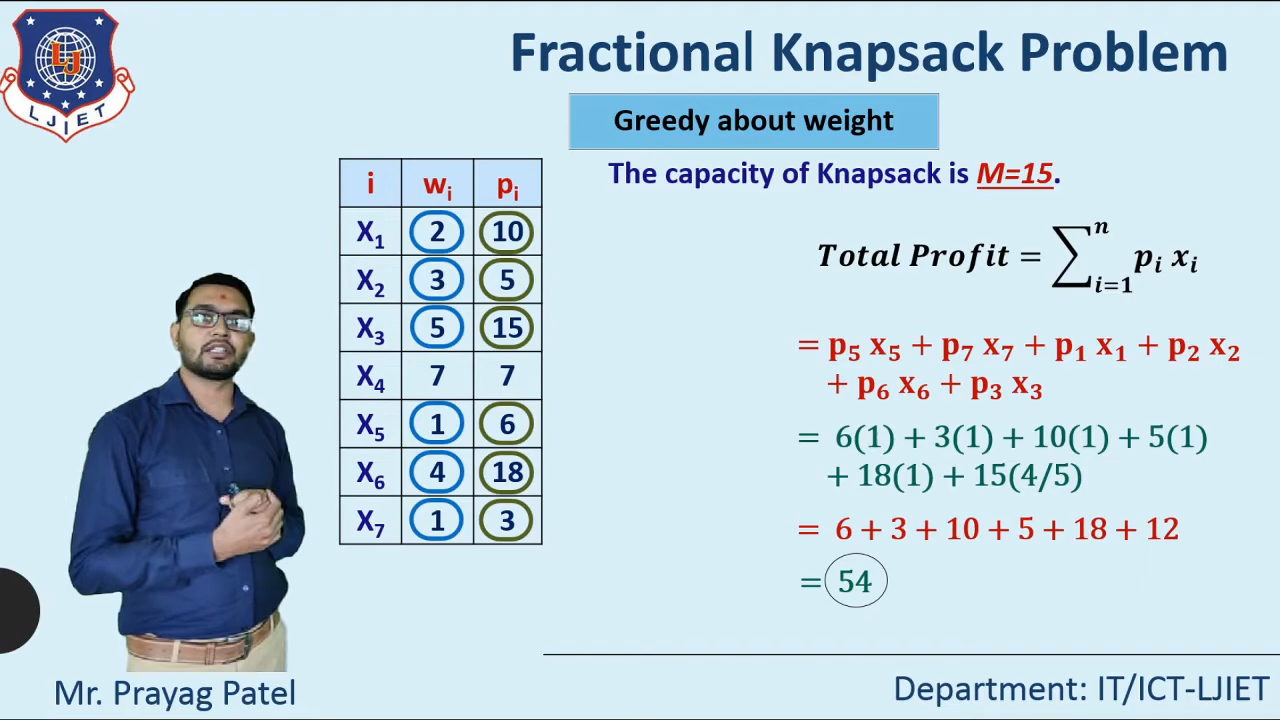 LJIET
Fractional Knapsack Problem
Greedy about weight
The capacity of Knapsack is M=15.
i wᵢ pᵢ
X₁ 2 10
X₂ 3 5
X₃ 5 15
X₄ 7 7
X₅ 1 6
X₆ 4 18
X₇ 1 3
Total Profit = ∑ⁿᵢ₌₁ pᵢ xᵢ
= p₅ x₅ + p₇ x₇ + p₁ x₁ + p₂ x₂
+ p₆ x₆ + p₃ x₃
= 6(1) + 3(1) + 10(1) + 5(1)
+ 18(1) + 15(4/5)
= 6 + 3 + 10 + 5 + 18 + 12
= 54
Mr. Prayag Patel
Department: IT/ICT-LJIET